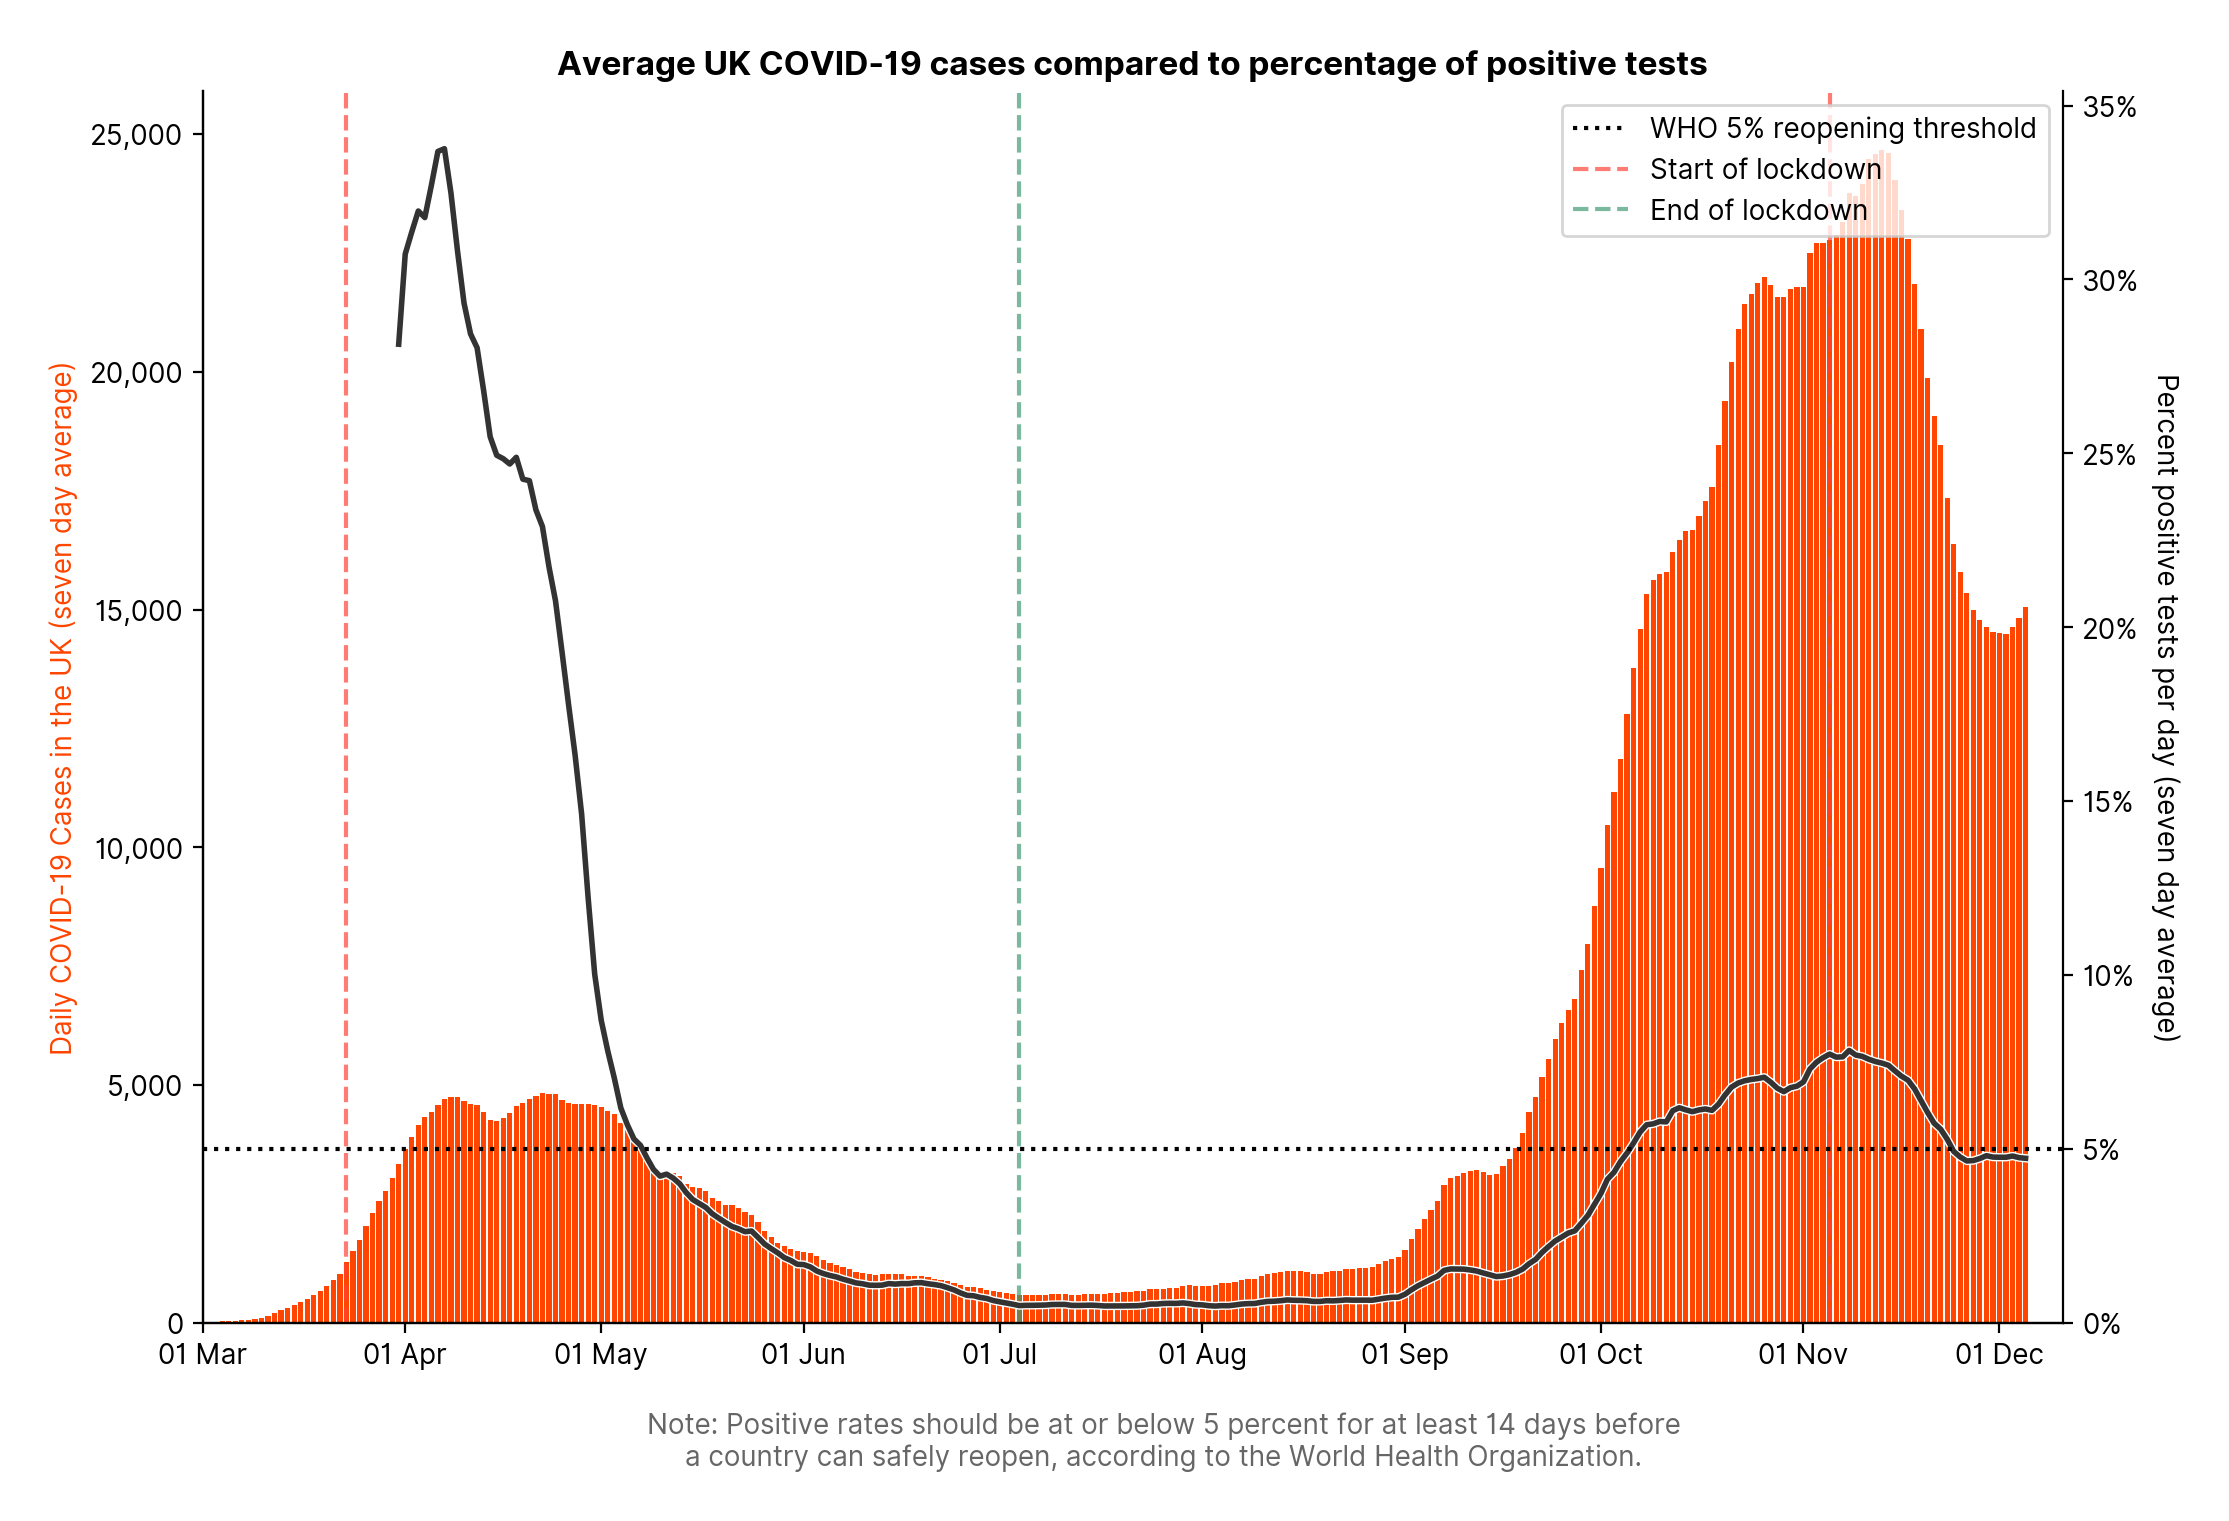 Average UK COVID-19 cases compared to percentage of positive tests
WHO 5% reopening threshold
Start of lockdown
End of lockdown
Daily COVID-19 Cases in the UK (seven day average)
25,000
20,000
15,000
10,000
5,000
0
35%
30%
25%
20%
15%
10%
5%
0%
Percent positive tests per day (seven day average)
01 Mar
01 Apr
01 May
01 Jun
01 Jul
01 Aug
01 Sep
01 Oct
01 Nov
01 Dec
Note: Positive rates should be at or below 5 percent for at least 14 days before
a country can safely reopen, according to the World Health Organization.